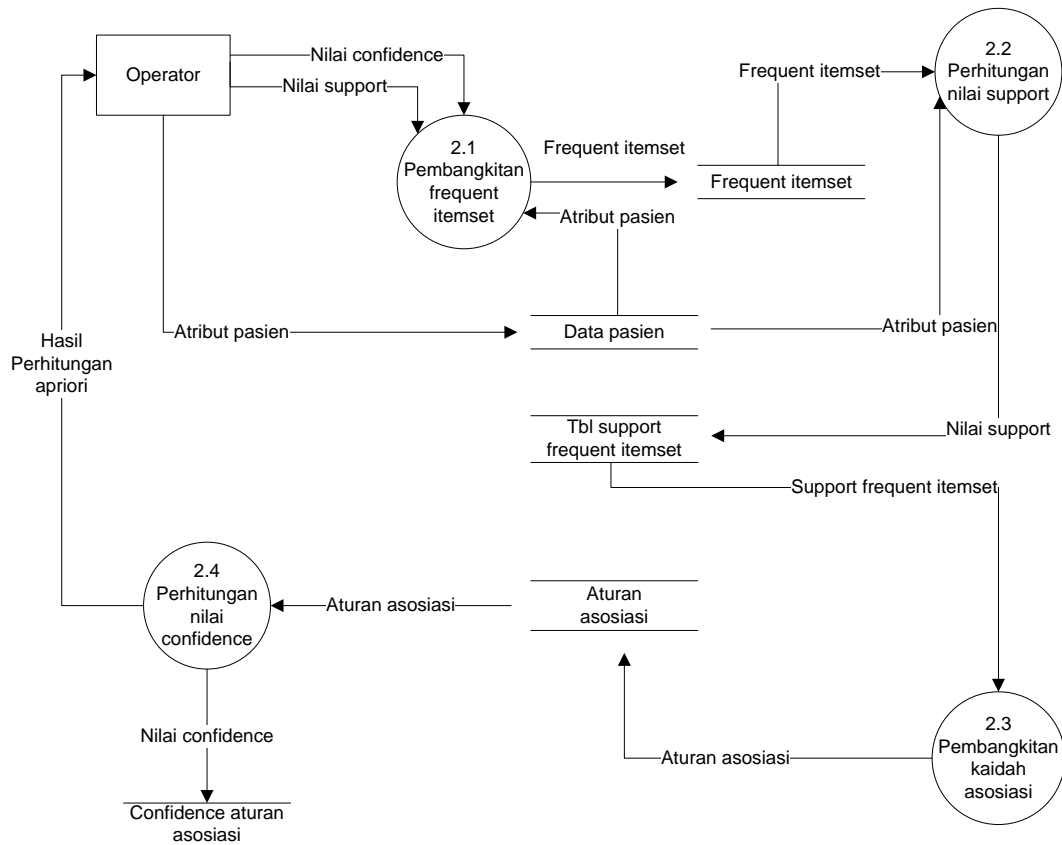 Operator
Nilai confidence
Nilai support
2.1
Pembangkitan
frequent
itemset
Frequent itemset
Frequent itemset
Frequent itemset
2.2
Perhitungan
nilai support
Atribut pasien
Atribut pasien
Data pasien
Atribut pasien
Hasil
Perhitungan
apriori
Tbl support
frequent itemset
Nilai support
Support frequent itemset
2.4
Perhitungan
nilai
confidence
Aturan asosiasi
Aturan
asosiasi
2.3
Pembangkitan
kaidah
asosiasi
Aturan asosiasi
Nilai confidence
Confidence aturan
asosiasi